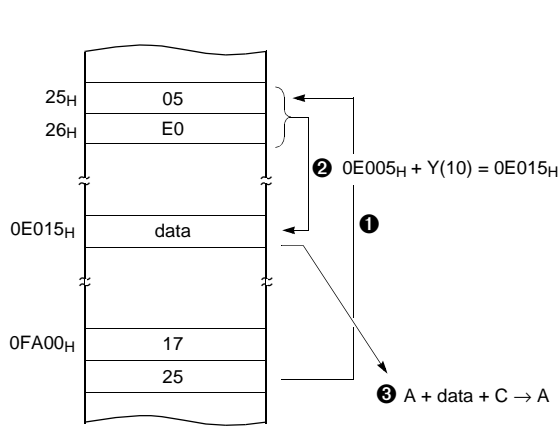 25H 05
26H E0
❷ 0E005H + Y(10) = 0E015H
0E015H data
❶
0FA00H 17
25
❸ A + data + C → A